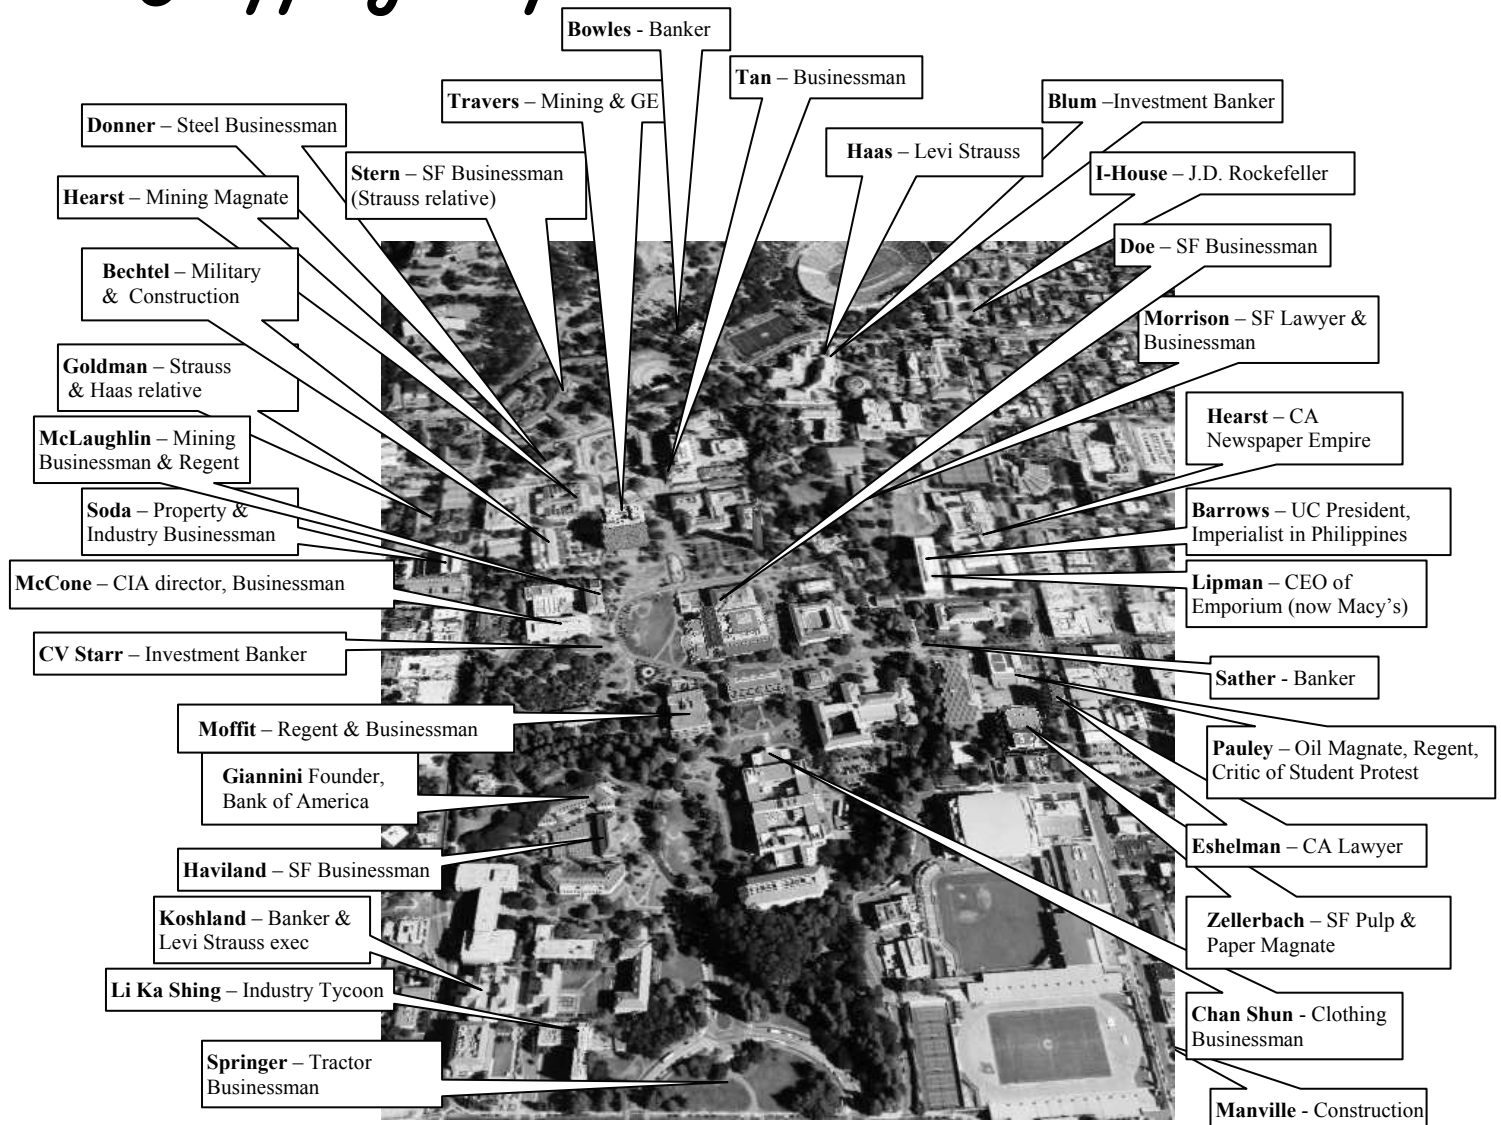 Bowles - Banker
Tan – Businessman
Travers – Mining & GE
Blum –Investment Banker
Donner – Steel Businessman
Haas – Levi Strauss
Stern – SF Businessman
(Strauss relative)
I-House – J.D. Rockefeller
Hearst – Mining Magnate
Doe – SF Businessman
Bechtel – Military
& Construction
Morrison – SF Lawyer &
Businessman
Goldman – Strauss
& Haas relative
Hearst – CA
Newspaper Empire
McLaughlin – Mining
Businessman & Regent
Soda – Property &
Industry Businessman
Barrows – UC President,
Imperialist in Philippines
McCone – CIA director, Businessman
Lipman – CEO of
Emporium (now Macy's)
CV Starr – Investment Banker
Sather - Banker
Moffit – Regent & Businessman
Pauley – Oil Magnate, Regent,
Critic of Student Protest
Giannini Founder,
Bank of America
Eshelman – CA Lawyer
Haviland – SF Businessman
Zellerbach – SF Pulp &
Paper Magnate
Koshland – Banker &
Levi Strauss exec
Li Ka Shing – Industry Tycoon
Chan Shun - Clothing
Businessman
Springer – Tractor
Businessman
Manville - Construction